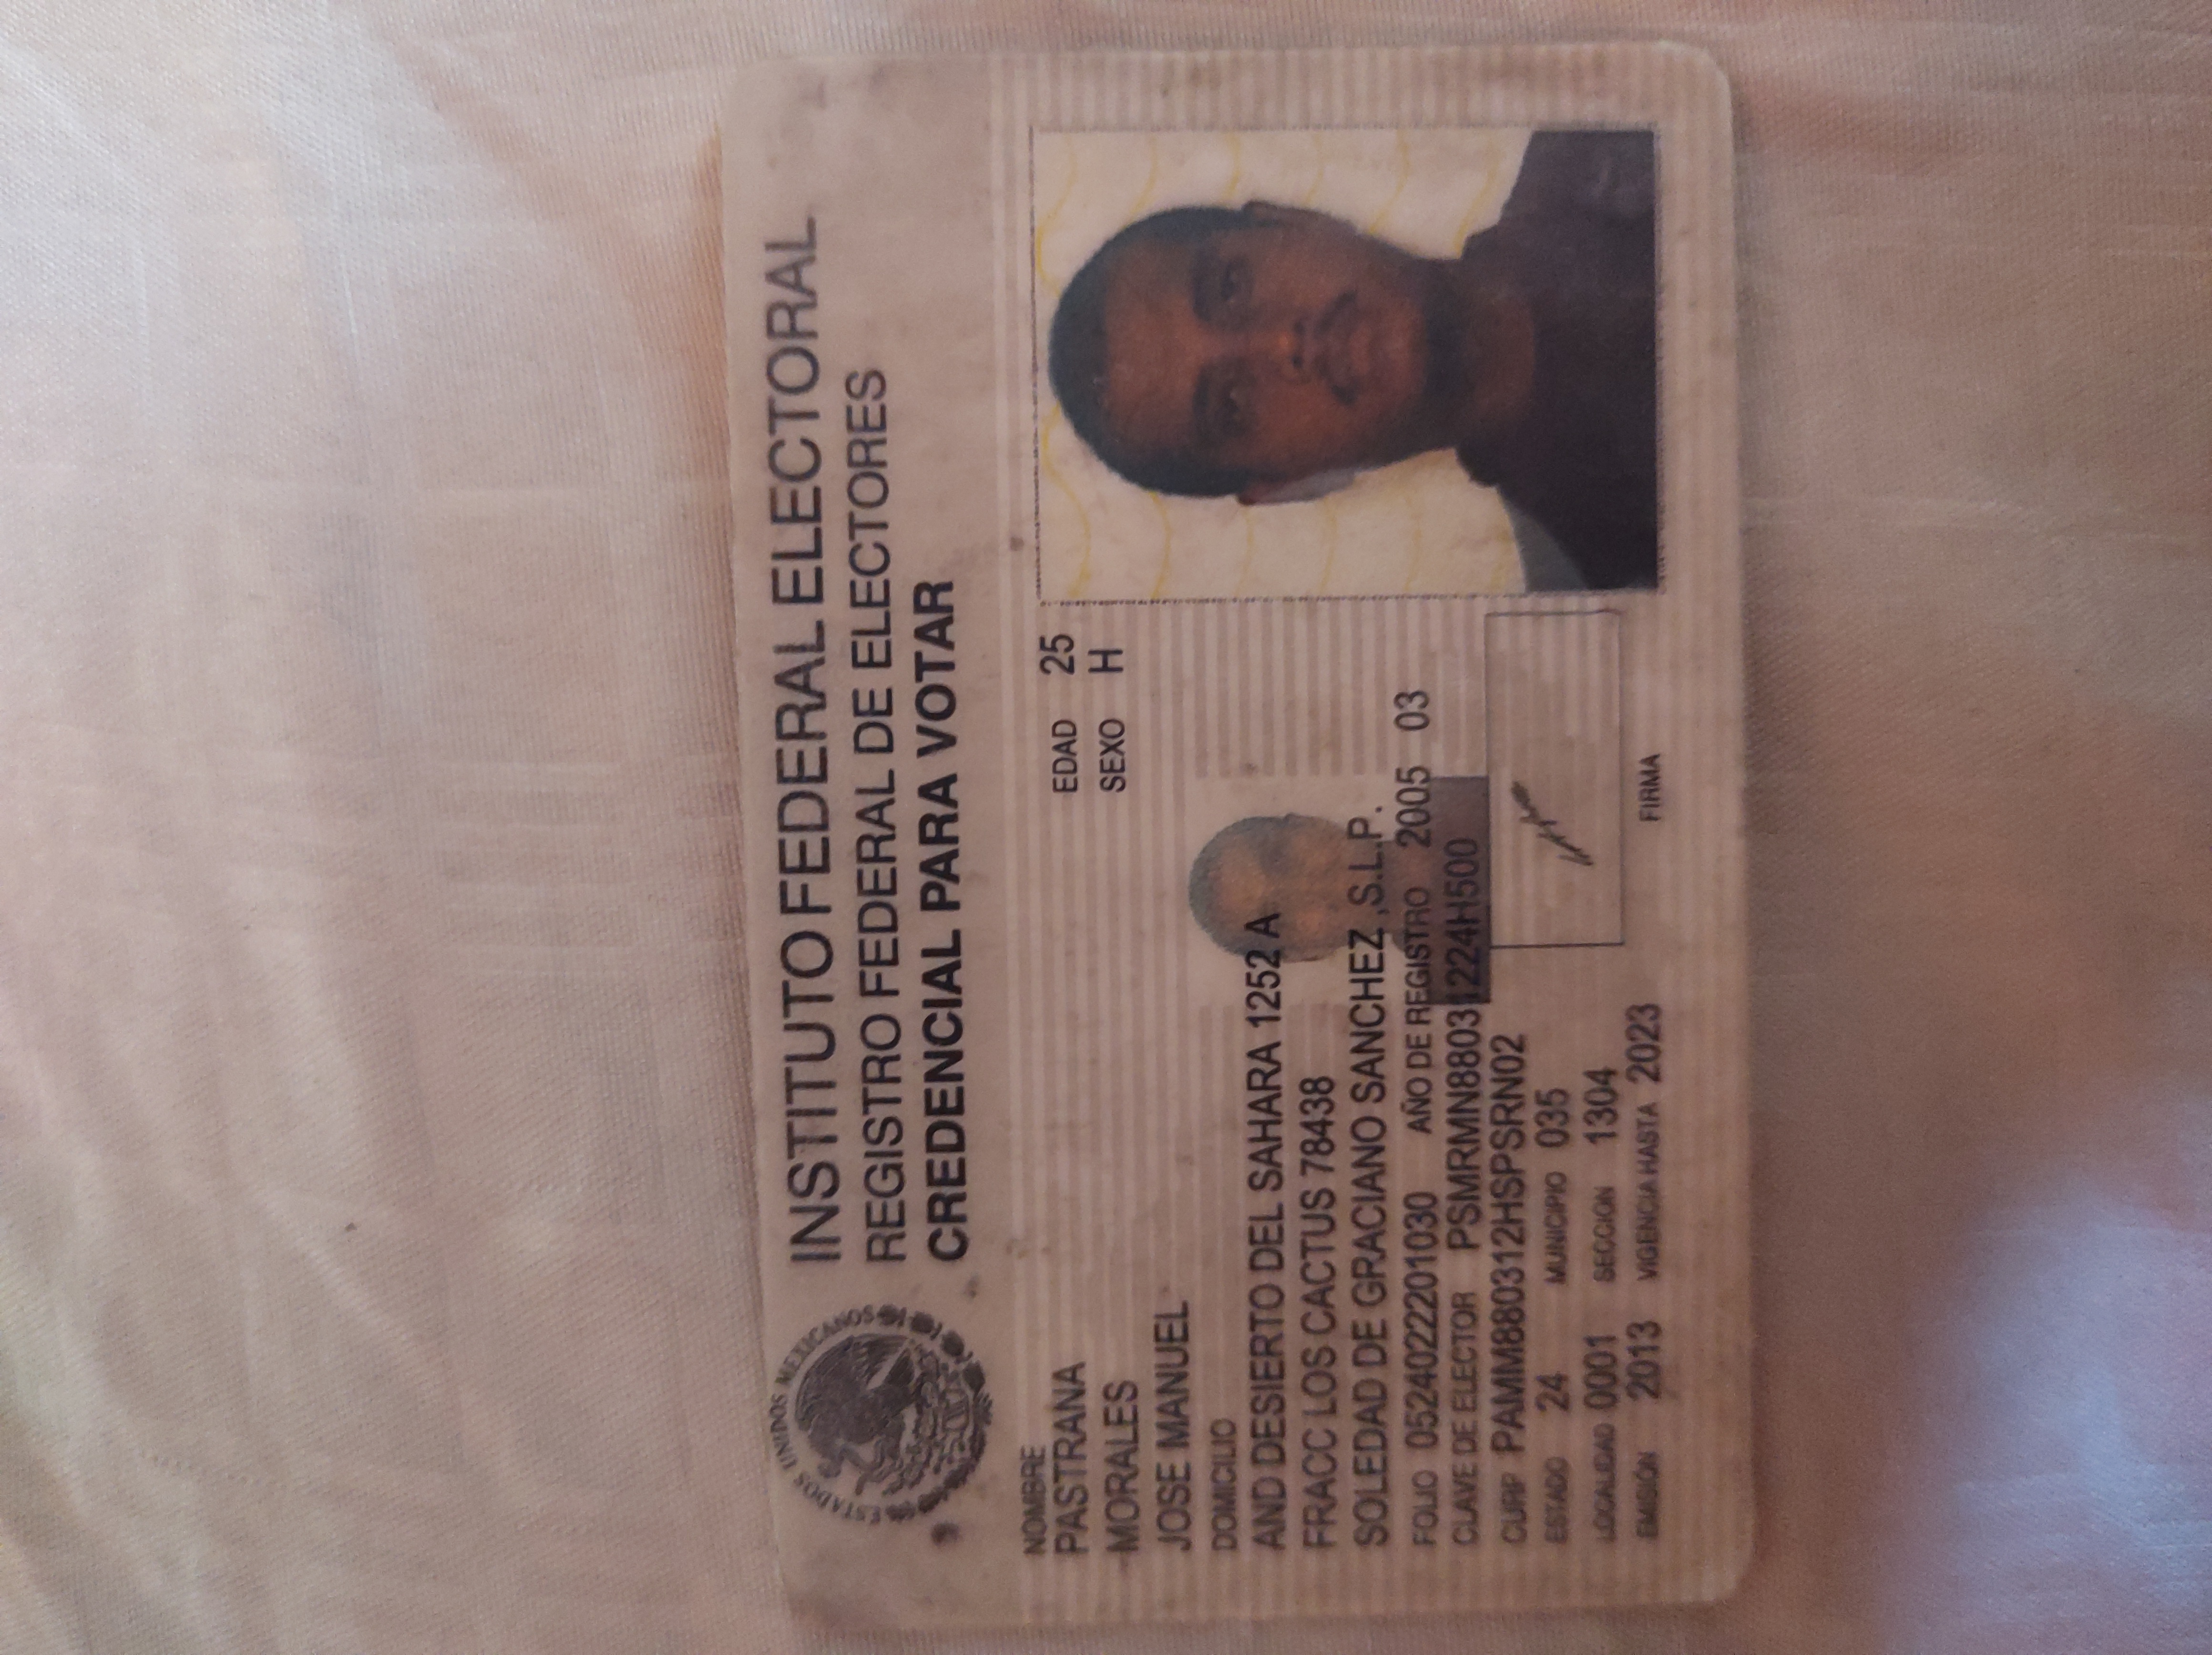 ESTADOS UNIDOS MEXICANOS
INSTITUTO FEDERAL ELECTORAL
REGISTRO FEDERAL DE ELECTORES
CREDENCIAL PARA VOTAR
NOMBRE
PASTRANA
MORALES
JOSE MANUEL
EDAD 25
SEXO H
DOMICILIO
AND DESIERTO DEL SAHARA 1252 A
FRACC LOS CACTUS 78438
SOLEDAD DE GRACIANO SANCHEZ ,S.L.P.
FOLIO 0524022201030 AÑO DE REGISTRO 2005 03
CLAVE DE ELECTOR PSMRMN88031224H500
CURP PAMM880312HSPSRN02
ESTADO 24 MUNICIPIO 035
LOCALIDAD 0001 SECCION 1304
EMISIÓN 2013 VIGENCIA HASTA 2023
FIRMA